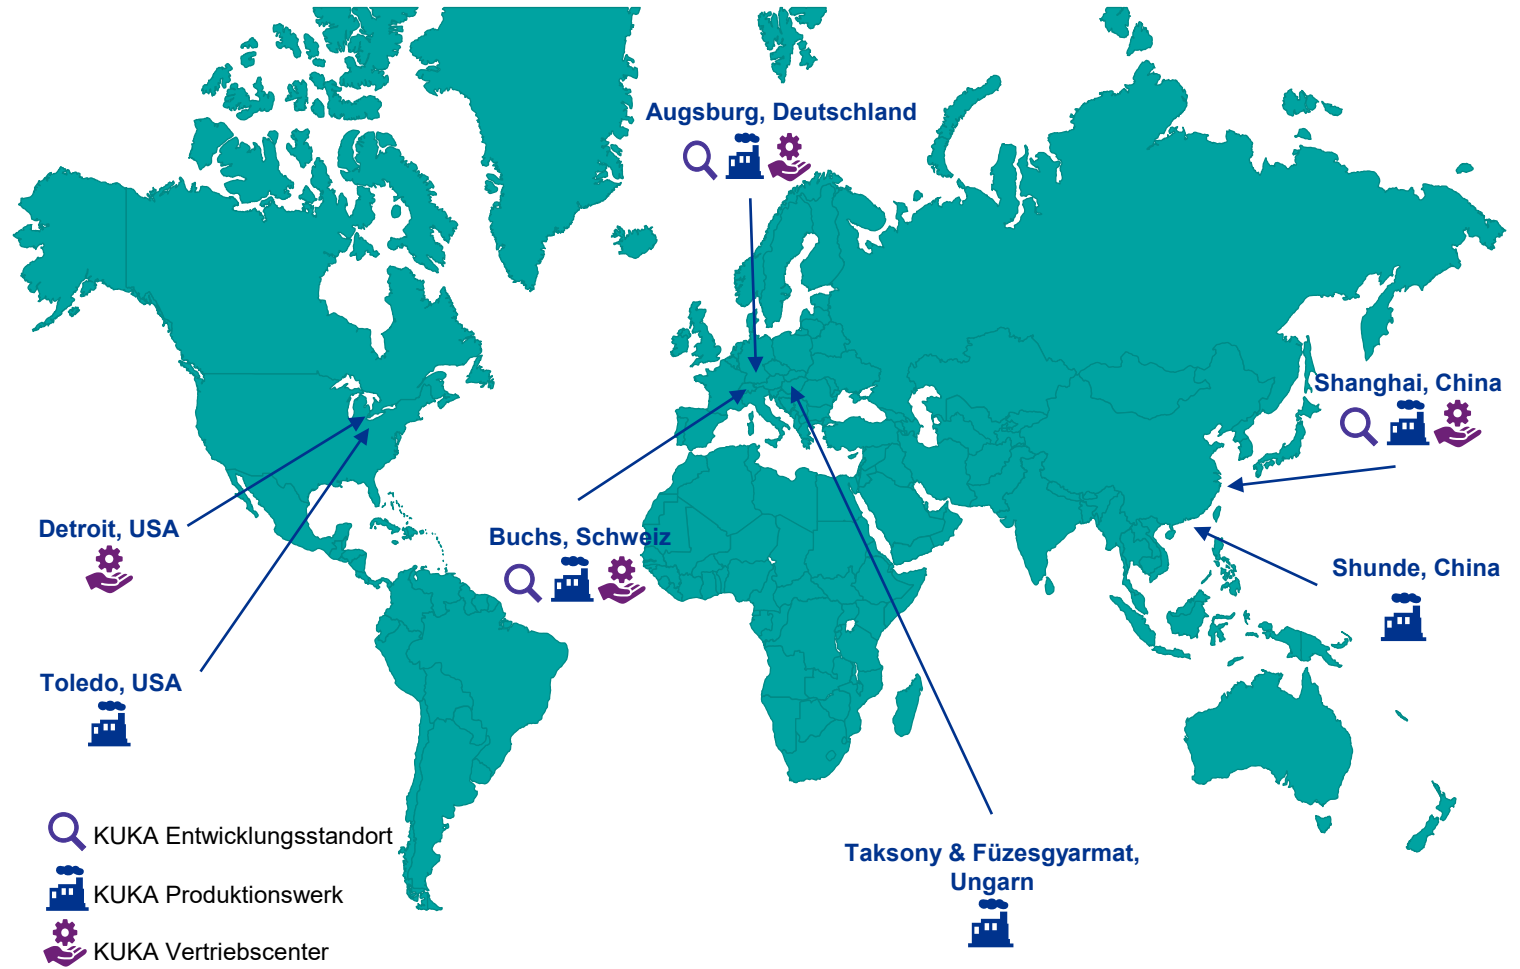 Augsburg, Deutschland
Shanghai, China
Detroit, USA
Buchs, Schweiz
Shunde, China
Toledo, USA
KUKA Entwicklungsstandort
KUKA Produktionswerk
KUKA Vertriebscenter
Taksony & Füzesgyarmat,
Ungarn